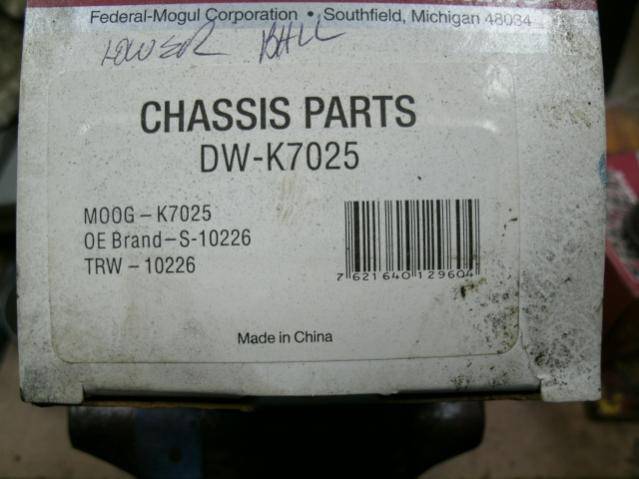 Federal-Mogul Corporation • Southfield, Michigan 48034
LOWER BALL
CHASSIS PARTS
DW-K7025
MOOG – K7025
OE Brand – S-10226
TRW – 10226
7 621640 129604
Made in China